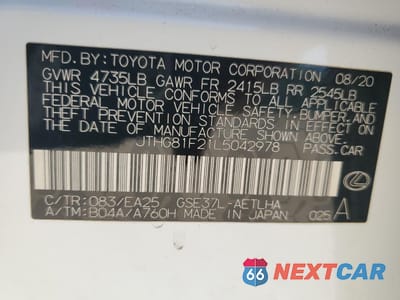 MFD.BY: TOYOTA MOTOR CORPORATION 08/20
GVWR 4735LB GAWR FR 2415LB RR 2545LB
THIS VEHICLE CONFORMS TO ALL APPLICABLE
FEDERAL MOTOR VEHICLE SAFETY, BUMPER, AND
THEFT PREVENTION STANDARDS IN EFFECT ON THE
DATE OF MANUFACTURE SHOWN ABOVE.
JTHG81F21L5042978 PASS.CAR
C/TR: 083/EA25 GSE37L-AETLHA
A/TM: B04A/A760H MADE IN JAPAN 025 A
66 NEXTCAR